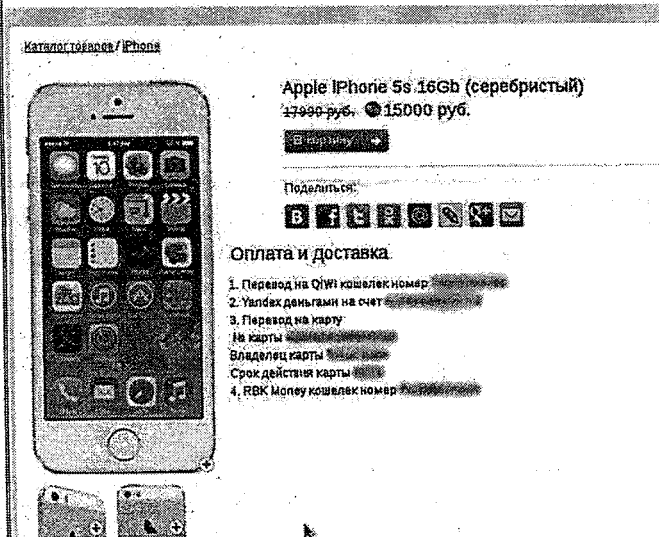 Каталог товаров / iPhone
Apple iPhone 5s 16Gb (серебристый)
17990 руб. 15000 руб.
В корзину
Поделиться:
Оплата и доставка
1. Перевод на QIWI кошелек номер
2. Yandex деньгами на счет
3. Перевод на карту
№ карты
Владелец карты
Срок действия карты
4. RBK Money кошелек номер